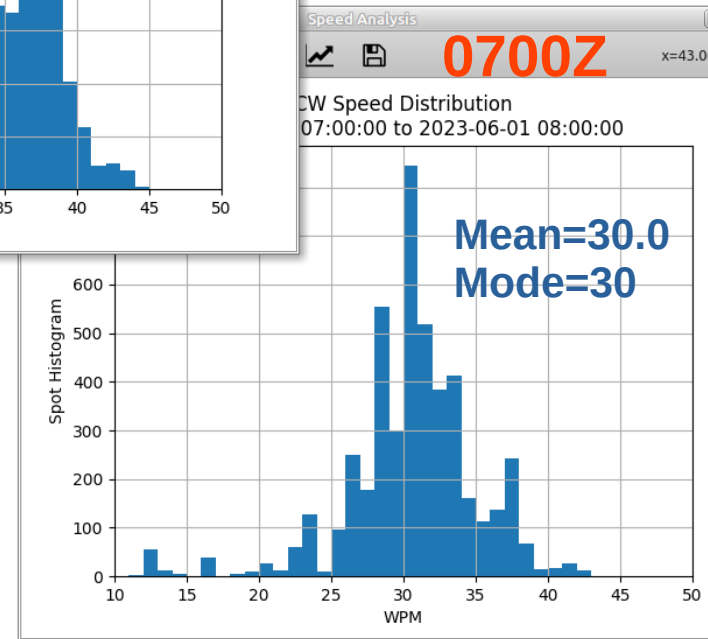 Speed Analysis
0700Z
CW Speed Distribution
07:00:00 to 2023-06-01 08:00:00
35 40 45 50
Mean=30.0
Mode=30
600
500
400
300
200
100
0
Spot Histogram
10 15 20 25 30 35 40 45 50
WPM